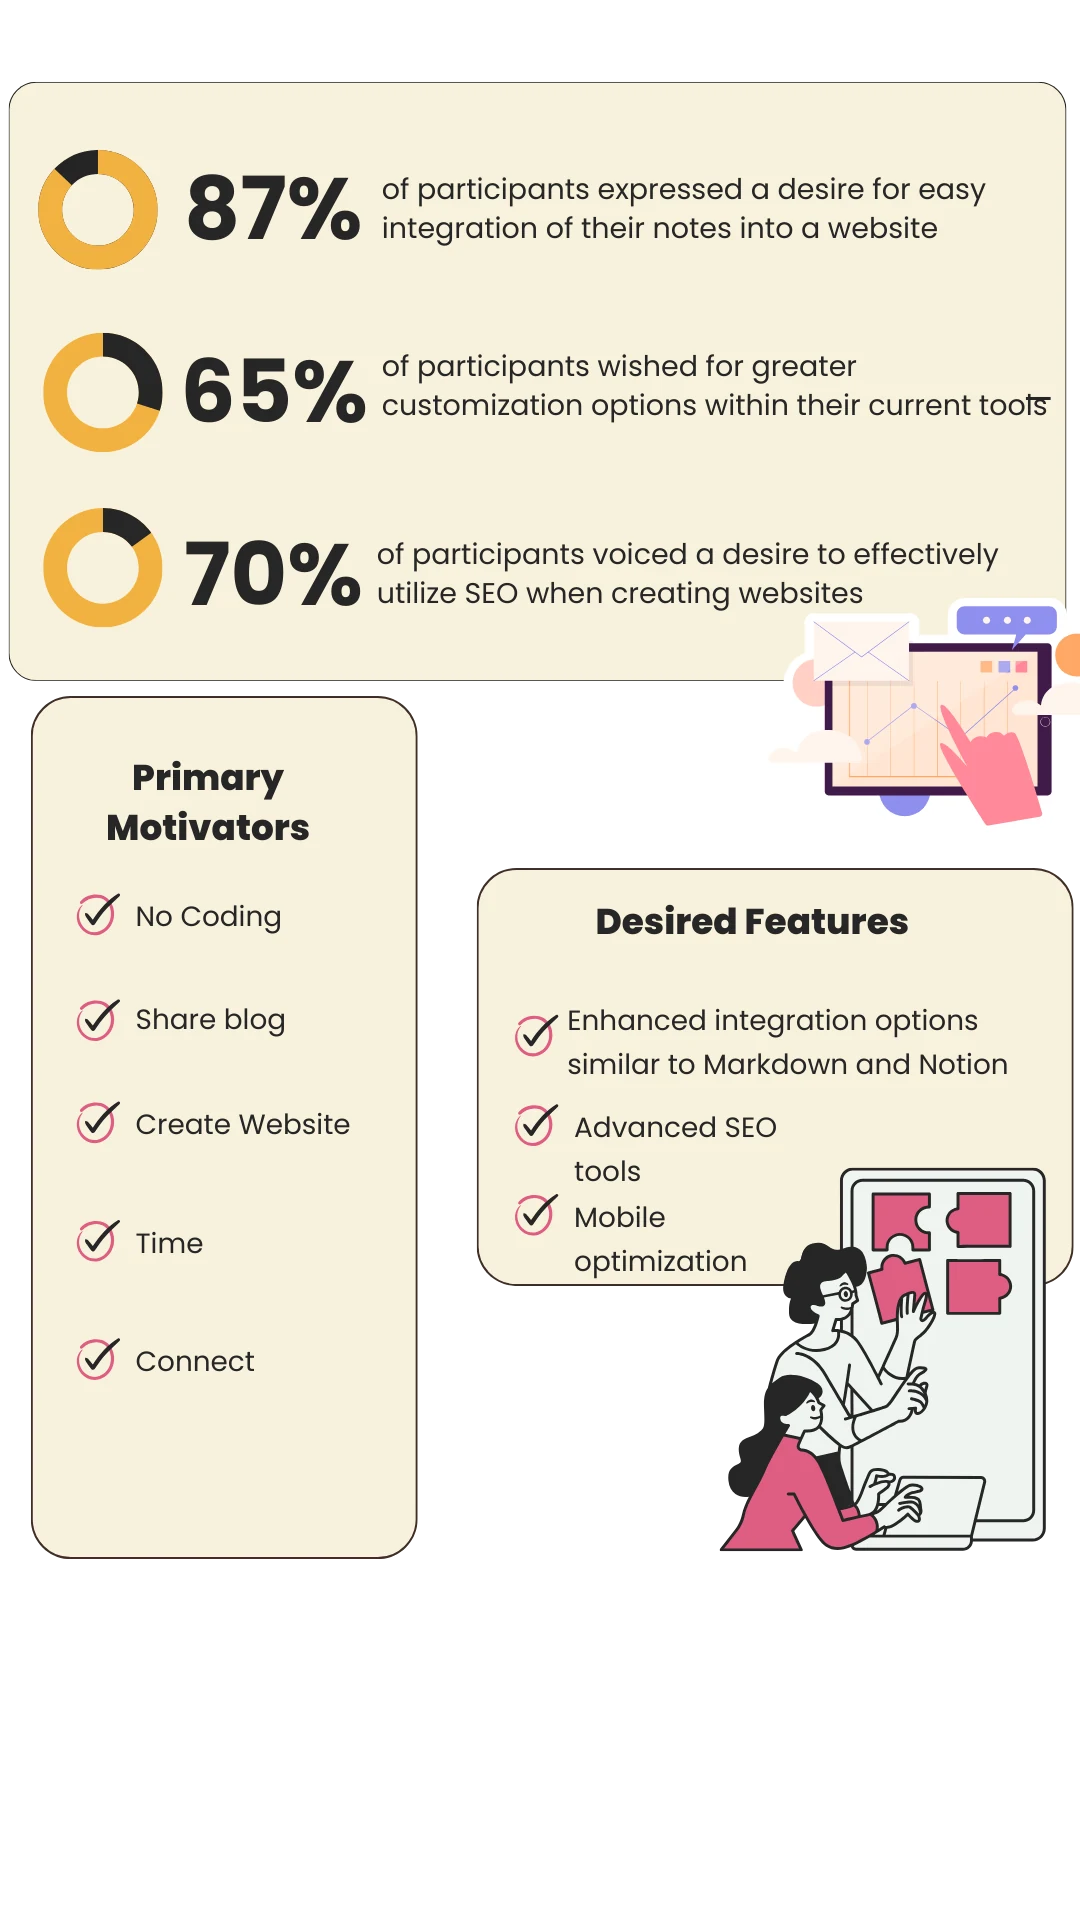 87%
of participants expressed a desire for easy
integration of their notes into a website
65%
of participants wished for greater
customization options within their current tools
70%
of participants voiced a desire to effectively
utilize SEO when creating websites
Primary
Motivators
No Coding
Share blog
Create Website
Time
Connect
Desired Features
Enhanced integration options
similar to Markdown and Notion
Advanced SEO
tools
Mobile
optimization